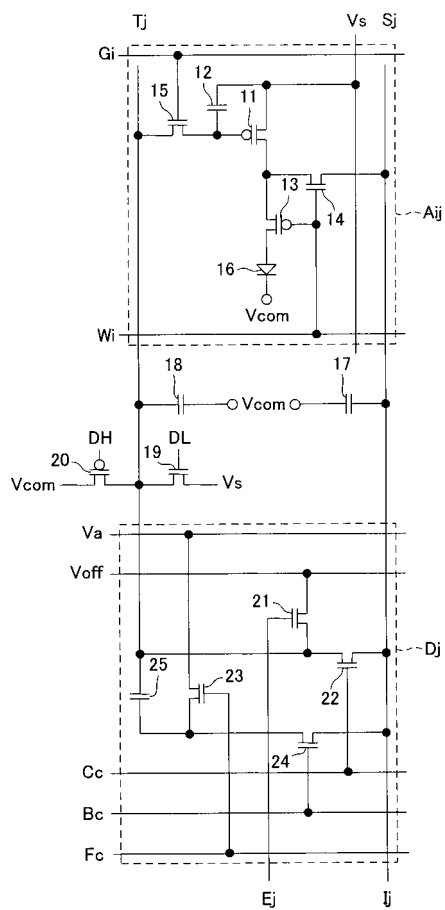 Tj Vs Sj
Gi
12
15 11
13
14
Aij
16
Vcom
Wi
18 17
Vcom
DH DL
20 19
Vcom Vs
Va
Voff
21
Dj
25 23
22
24
Cc
Bc
Fc
Ej Ij